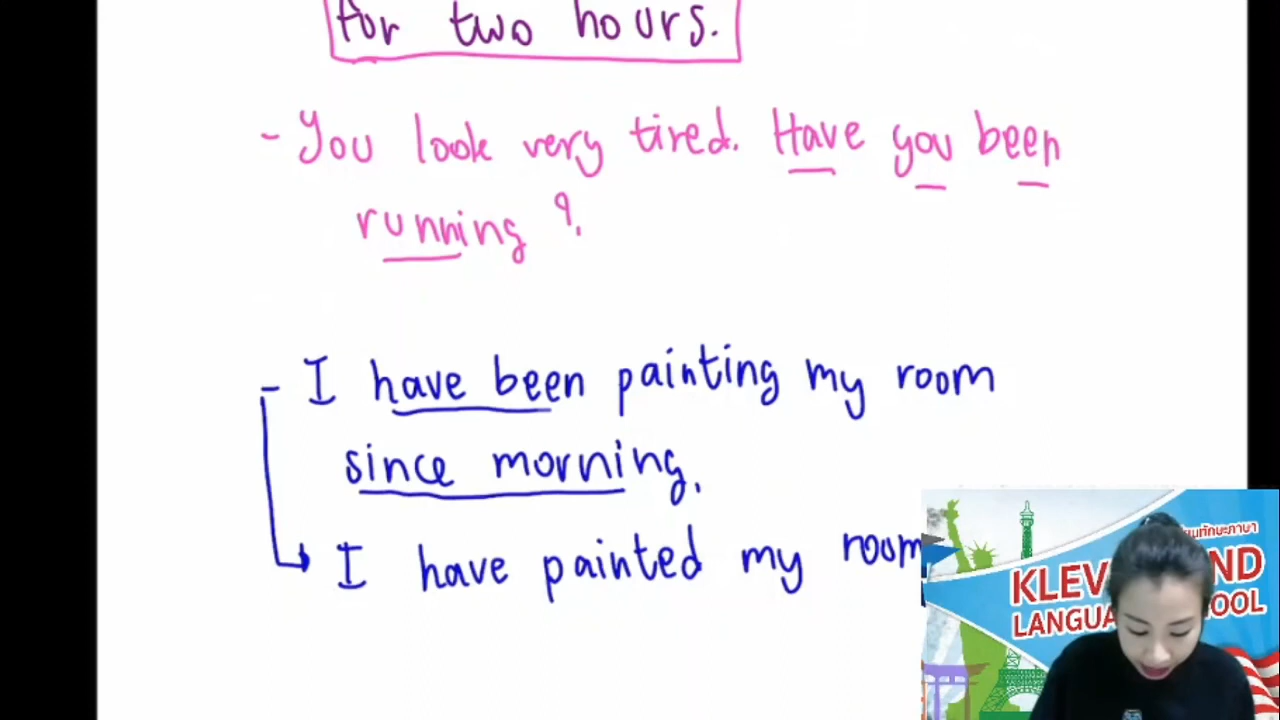 for two hours.
- You look very tired. Have you been
running ?
- I have been painting my room
since morning.
I have painted my room
KLEV ND
LANGUA OOL